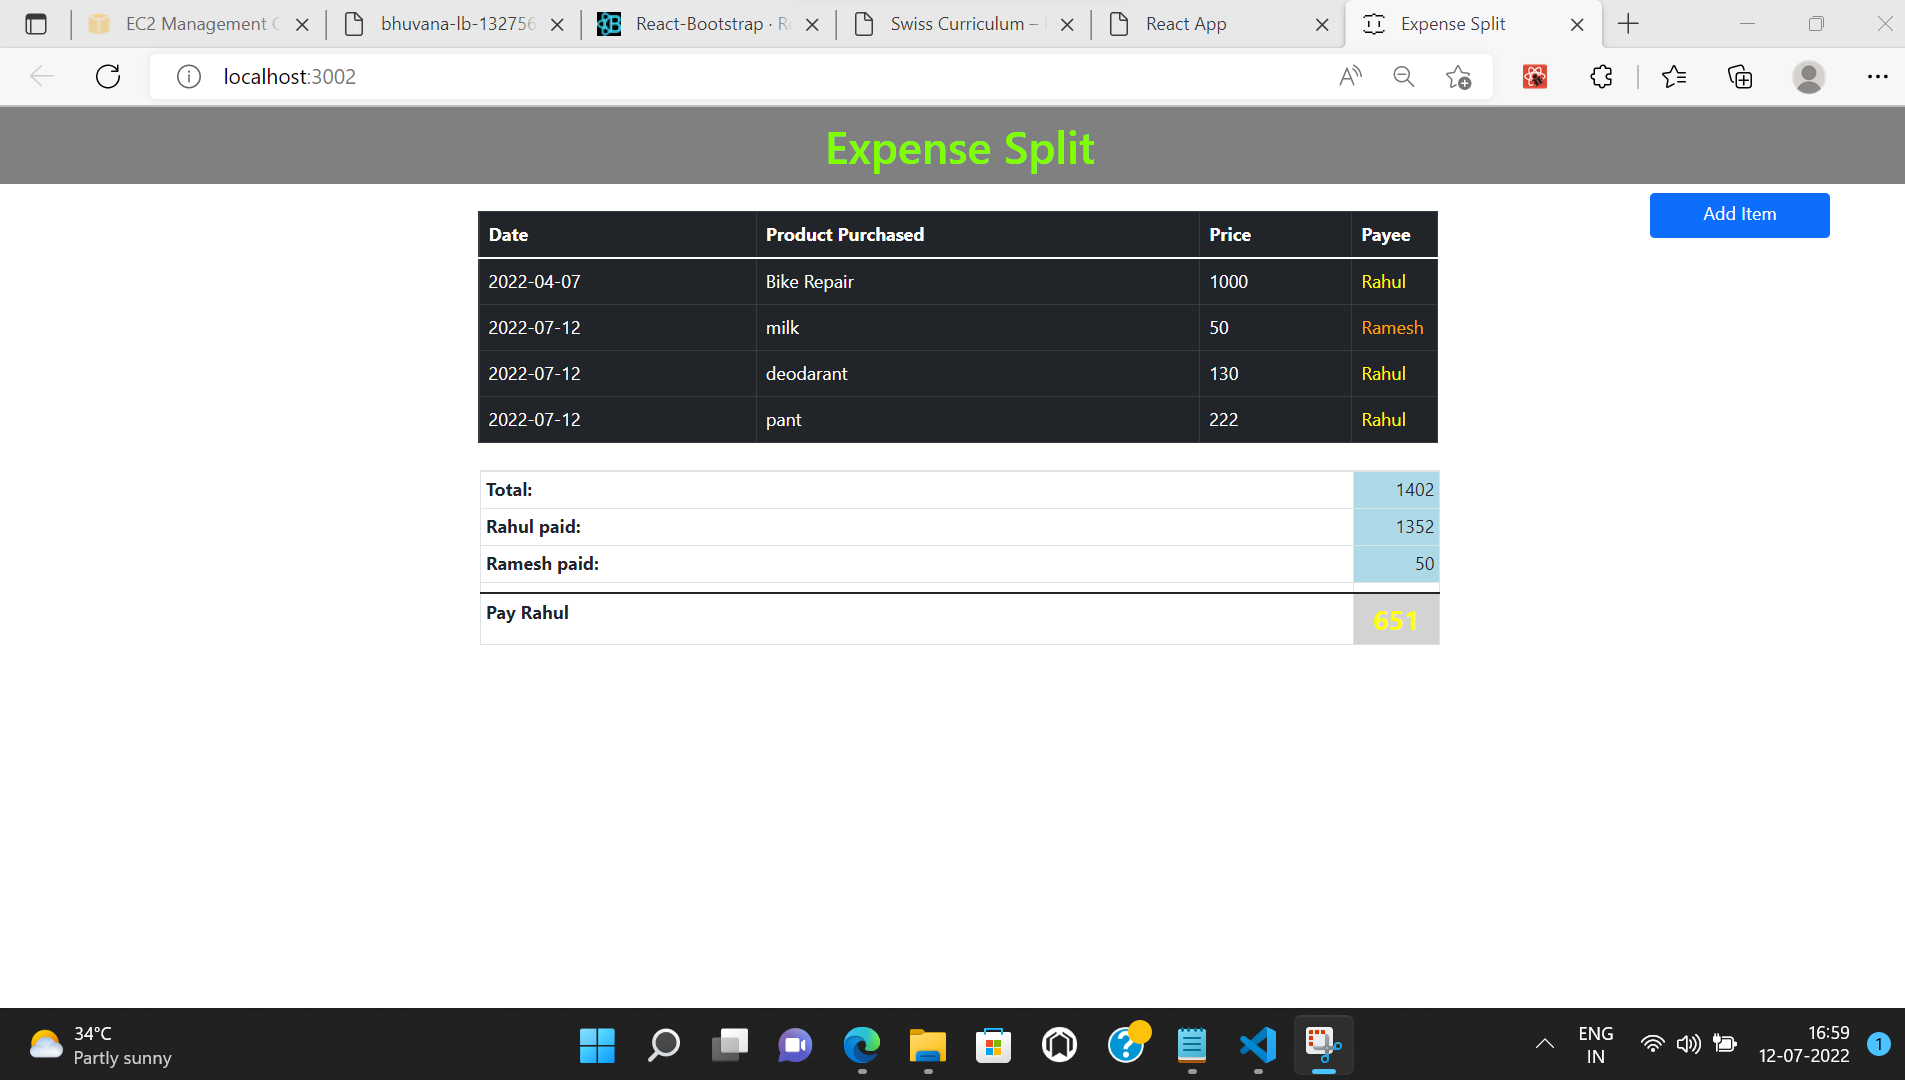 EC2 Management C
bhuvana-lb-132756
React-Bootstrap · Re
Swiss Curriculum –
React App
Expense Split
localhost:3002
Expense Split
Add Item
Date Product Purchased Price Payee
2022-04-07 Bike Repair 1000 Rahul
2022-07-12 milk 50 Ramesh
2022-07-12 deodarant 130 Rahul
2022-07-12 pant 222 Rahul
Total: 1402
Rahul paid: 1352
Ramesh paid: 50
Pay Rahul 651
34°C
Partly sunny
ENG
IN
16:59
12-07-2022
1